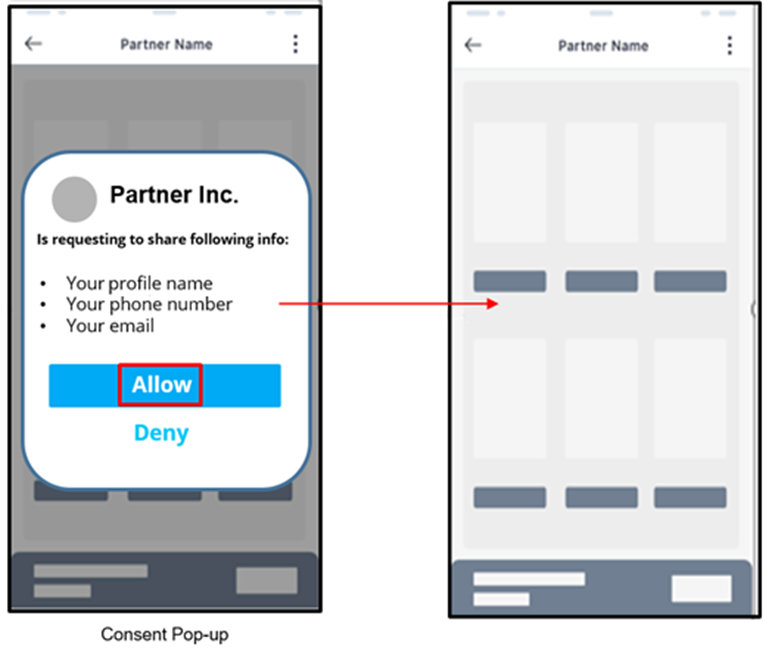 Partner Name
Partner Inc.
Is requesting to share following info:
• Your profile name
• Your phone number
• Your email
Allow
Deny
Consent Pop-up
Partner Name